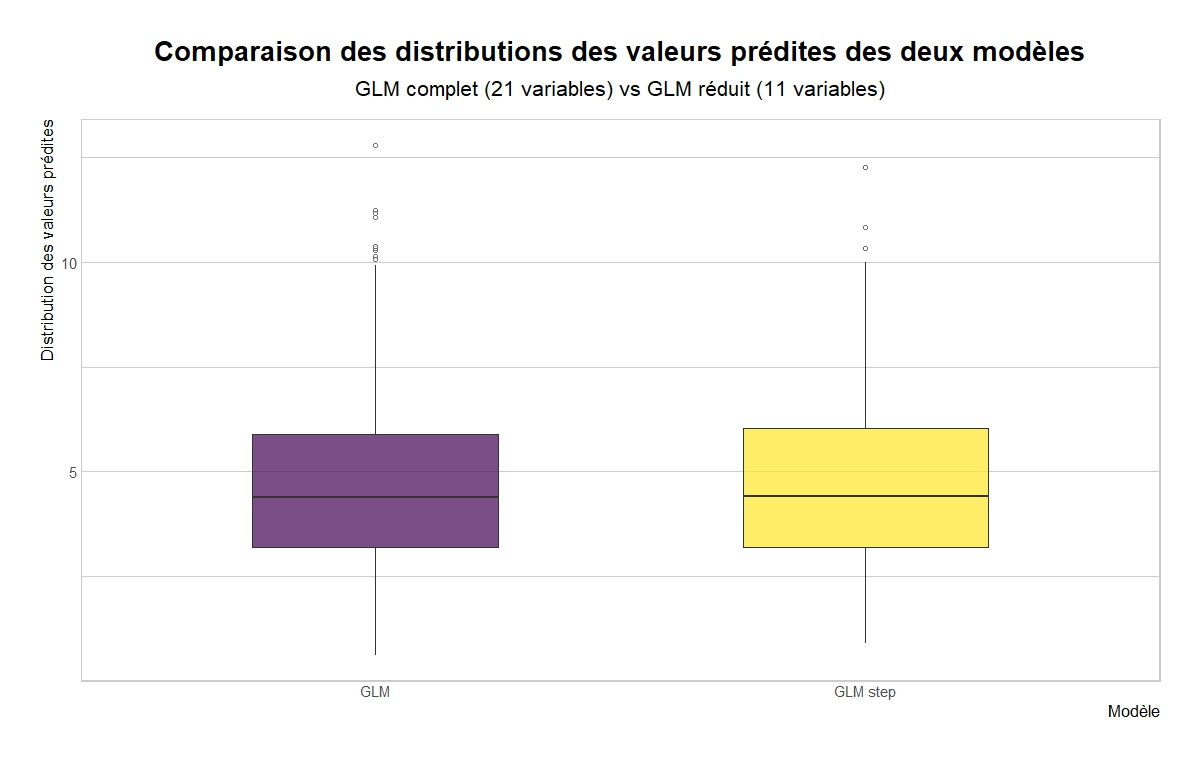 Comparaison des distributions des valeurs prédites des deux modèles
GLM complet (21 variables) vs GLM réduit (11 variables)
Distribution des valeurs prédites
10
5
GLM
GLM step
Modèle